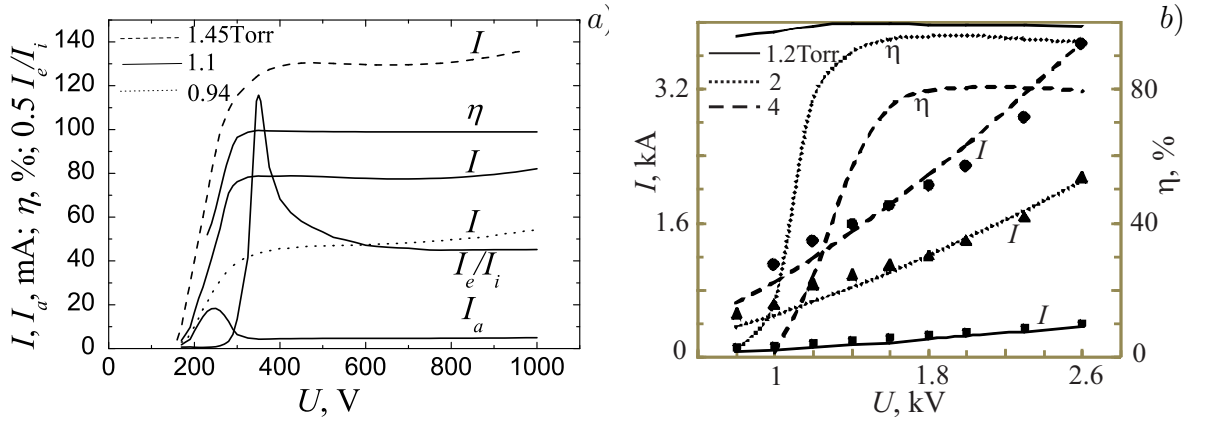 a)
I, I_a, mA; η, %; 0.5 I_e/I_i
140
120
100
80
60
40
20
0
1.45Torr
1.1
0.94
I
η
I
I
I_e/I_i
I_a
0 200 400 600 800 1000
U, V
b)
I, kA
3.2
1.6
0
1.2Torr
2
4
η
η
I
I
I
80
40
0
η, %
1 1.8 2.6
U, kV